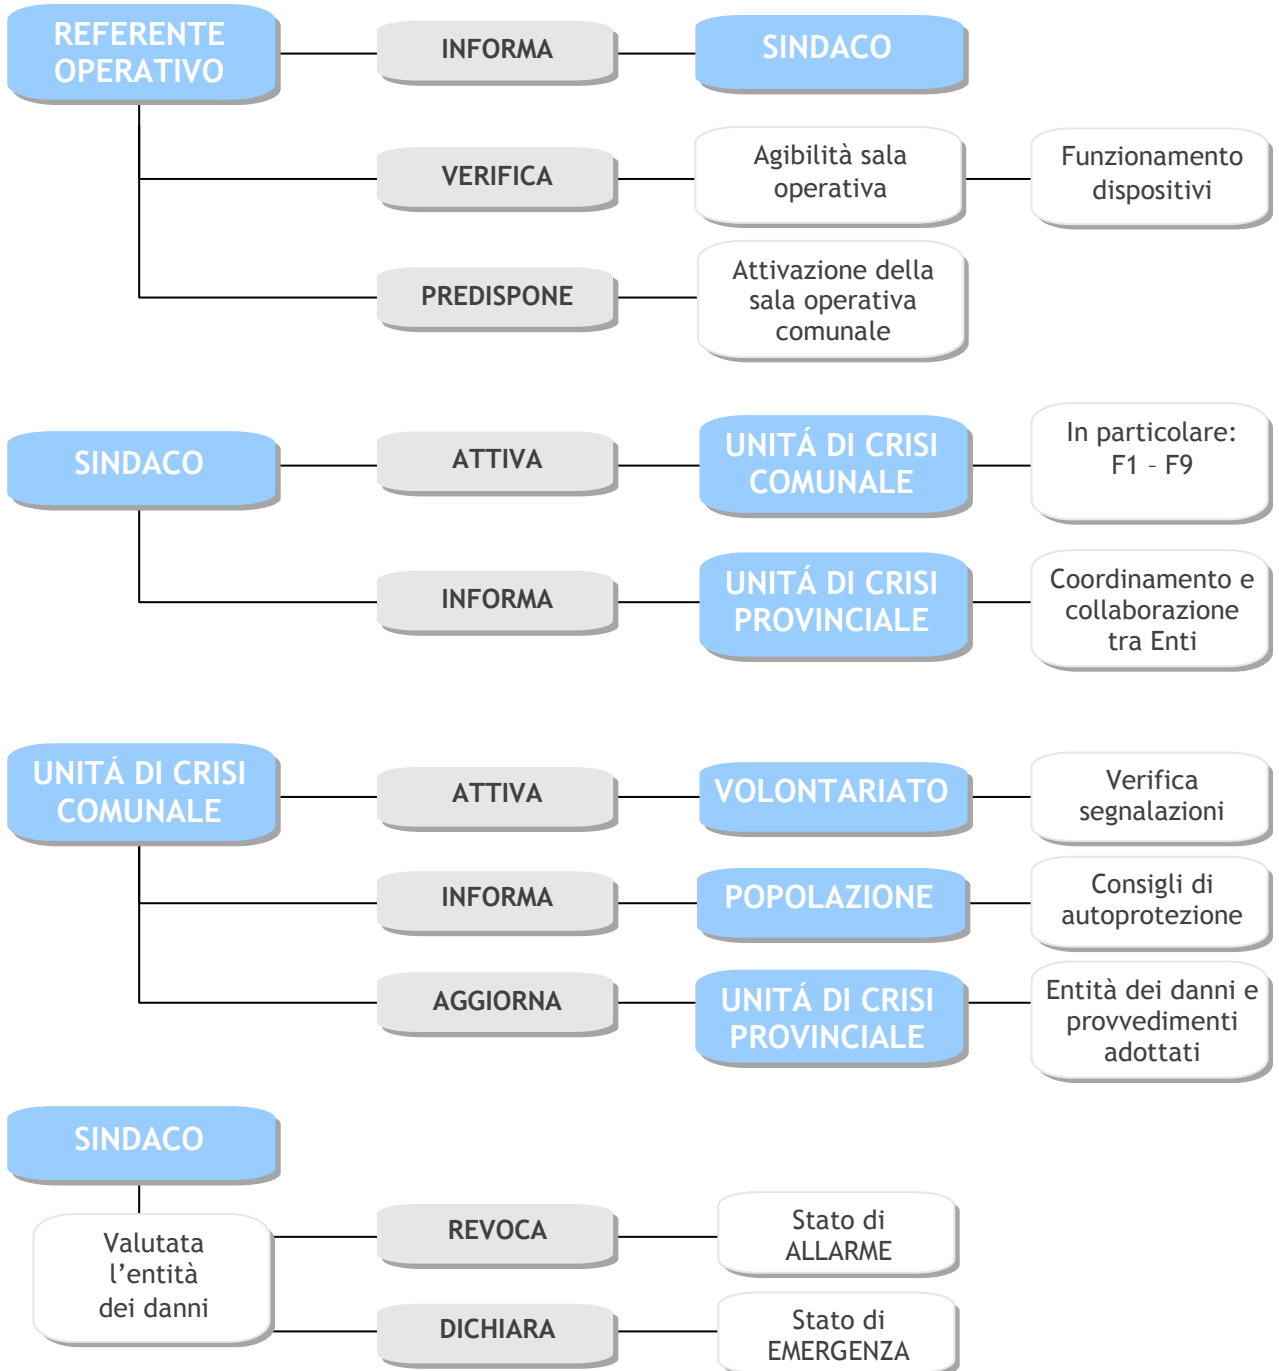 REFERENTE
OPERATIVO
INFORMA
SINDACO
VERIFICA
Agibilità sala
operativa
Funzionamento
dispositivi
PREDISPONE
Attivazione della
sala operativa
comunale
SINDACO
ATTIVA
UNITÁ DI CRISI
COMUNALE
In particolare:
F1 – F9
INFORMA
UNITÁ DI CRISI
PROVINCIALE
Coordinamento e
collaborazione
tra Enti
UNITÁ DI CRISI
COMUNALE
ATTIVA
VOLONTARIATO
Verifica
segnalazioni
INFORMA
POPOLAZIONE
Consigli di
autoprotezione
AGGIORNA
UNITÁ DI CRISI
PROVINCIALE
Entità dei danni e
provvedimenti
adottati
SINDACO
Valutata
l’entità
dei danni
REVOCA
Stato di
ALLARME
DICHIARA
Stato di
EMERGENZA